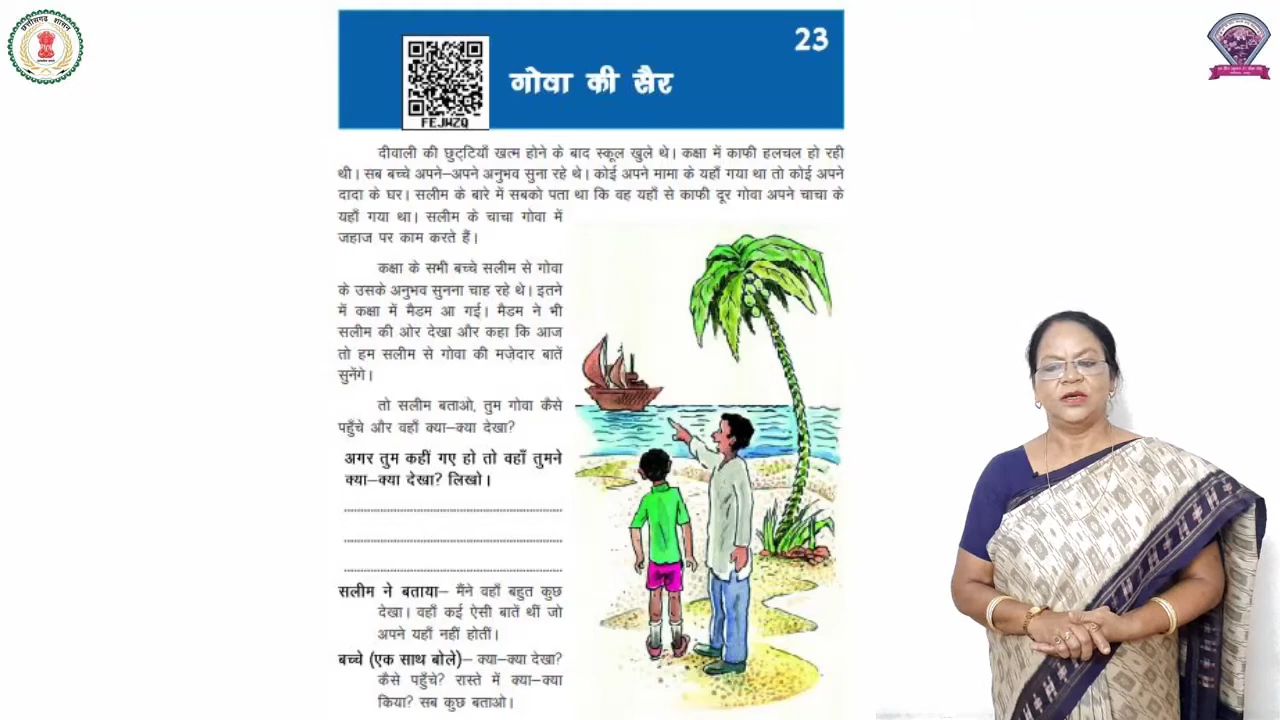 छत्तीसगढ़ शासन
23
गोवा की सैर
FEJWZQ
दीवाली की छुट्टियाँ खत्म होने के बाद स्कूल खुले थे। कक्षा में काफी हलचल हो रही
थी। सब बच्चे अपने–अपने अनुभव सुना रहे थे। कोई अपने मामा के यहाँ गया था तो कोई अपने
दादा के घर। सलीम के बारे में सबको पता था कि वह यहाँ से काफी दूर गोवा अपने चाचा के
यहाँ गया था। सलीम के चाचा गोवा में
जहाज पर काम करते हैं।
कक्षा के सभी बच्चे सलीम से गोवा
के उसके अनुभव सुनना चाह रहे थे। इतने
में कक्षा में मैडम आ गई। मैडम ने भी
सलीम की ओर देखा और कहा कि आज
तो हम सलीम से गोवा की मज़ेदार बातें
सुनेंगे।
तो सलीम बताओ, तुम गोवा कैसे
पहुँचे और वहाँ क्या–क्या देखा?
अगर तुम कहीं गए हो तो वहाँ तुमने
क्या–क्या देखा? लिखो।
सलीम ने बताया– मैंने वहाँ बहुत कुछ
देखा। वहाँ कई ऐसी बातें थीं जो
अपने यहाँ नहीं होतीं।
बच्चे (एक साथ बोले)– क्या–क्या देखा?
कैसे पहुँचे? रास्ते में क्या–क्या
किया? सब कुछ बताओ।